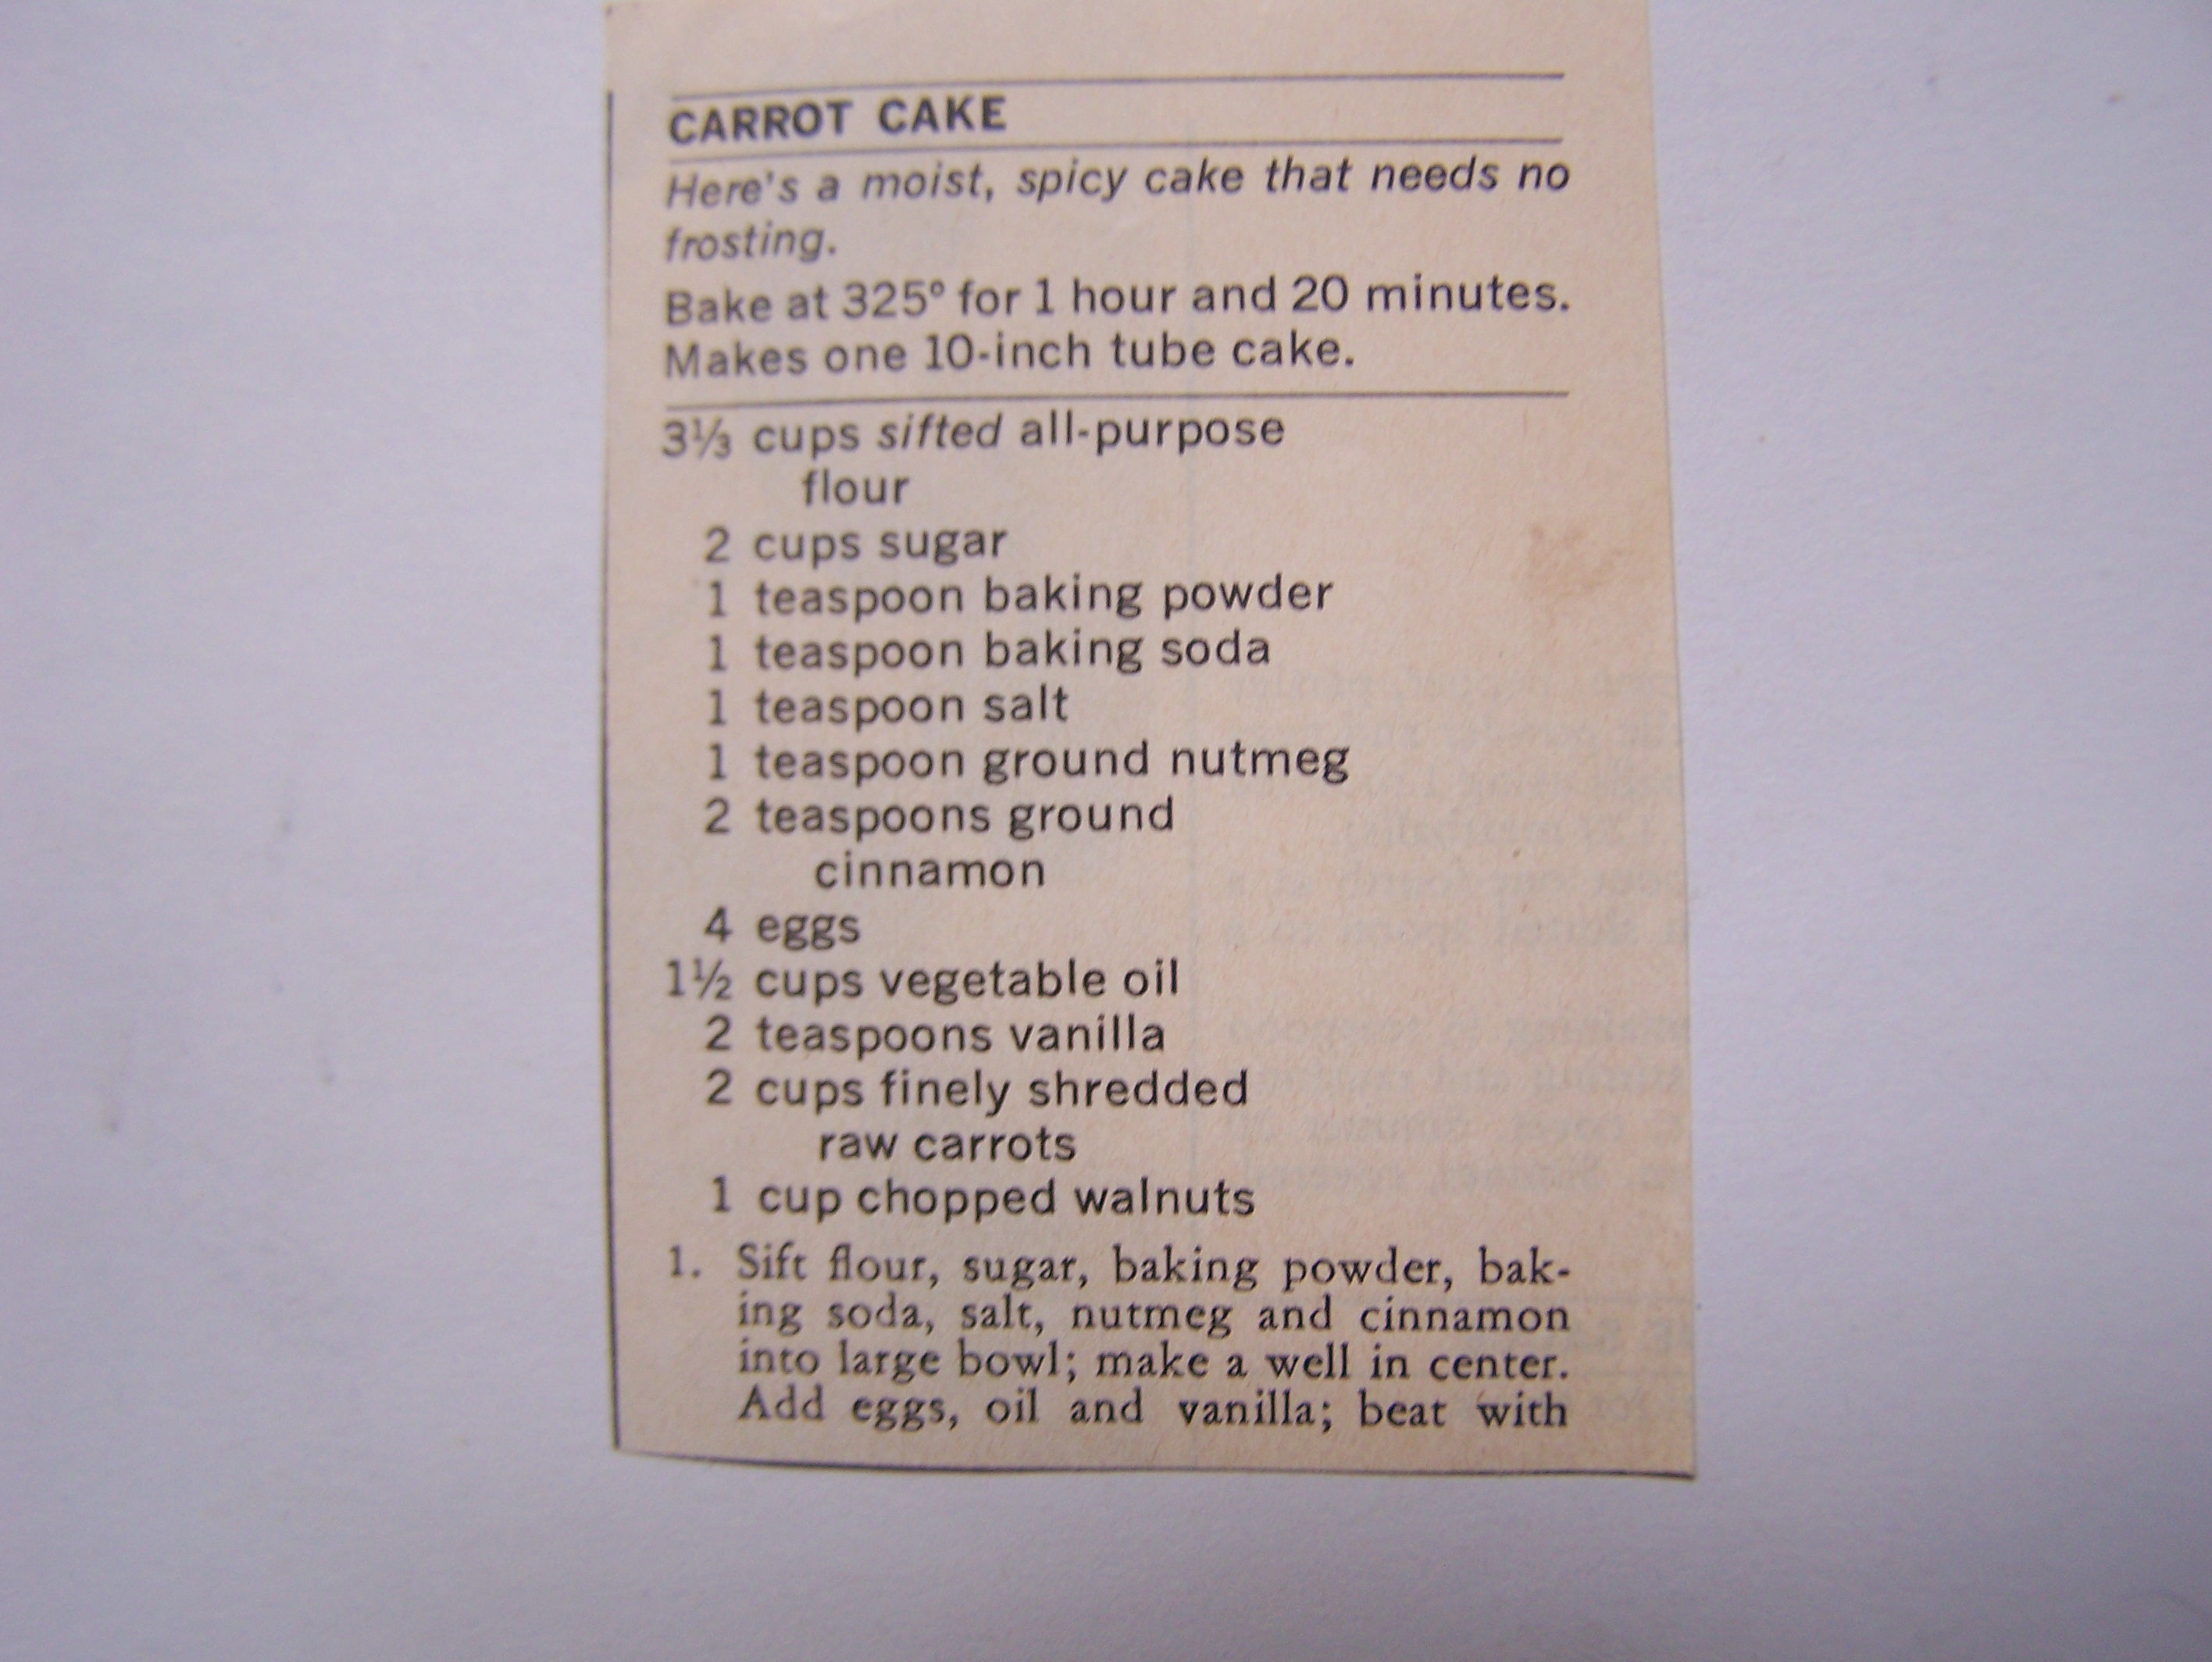 CARROT CAKE
Here's a moist, spicy cake that needs no
frosting.
Bake at 325° for 1 hour and 20 minutes.
Makes one 10-inch tube cake.
3⅓ cups sifted all-purpose
flour
2 cups sugar
1 teaspoon baking powder
1 teaspoon baking soda
1 teaspoon salt
1 teaspoon ground nutmeg
2 teaspoons ground
cinnamon
4 eggs
1½ cups vegetable oil
2 teaspoons vanilla
2 cups finely shredded
raw carrots
1 cup chopped walnuts
1. Sift flour, sugar, baking powder, bak-
ing soda, salt, nutmeg and cinnamon
into large bowl; make a well in center.
Add eggs, oil and vanilla; beat with